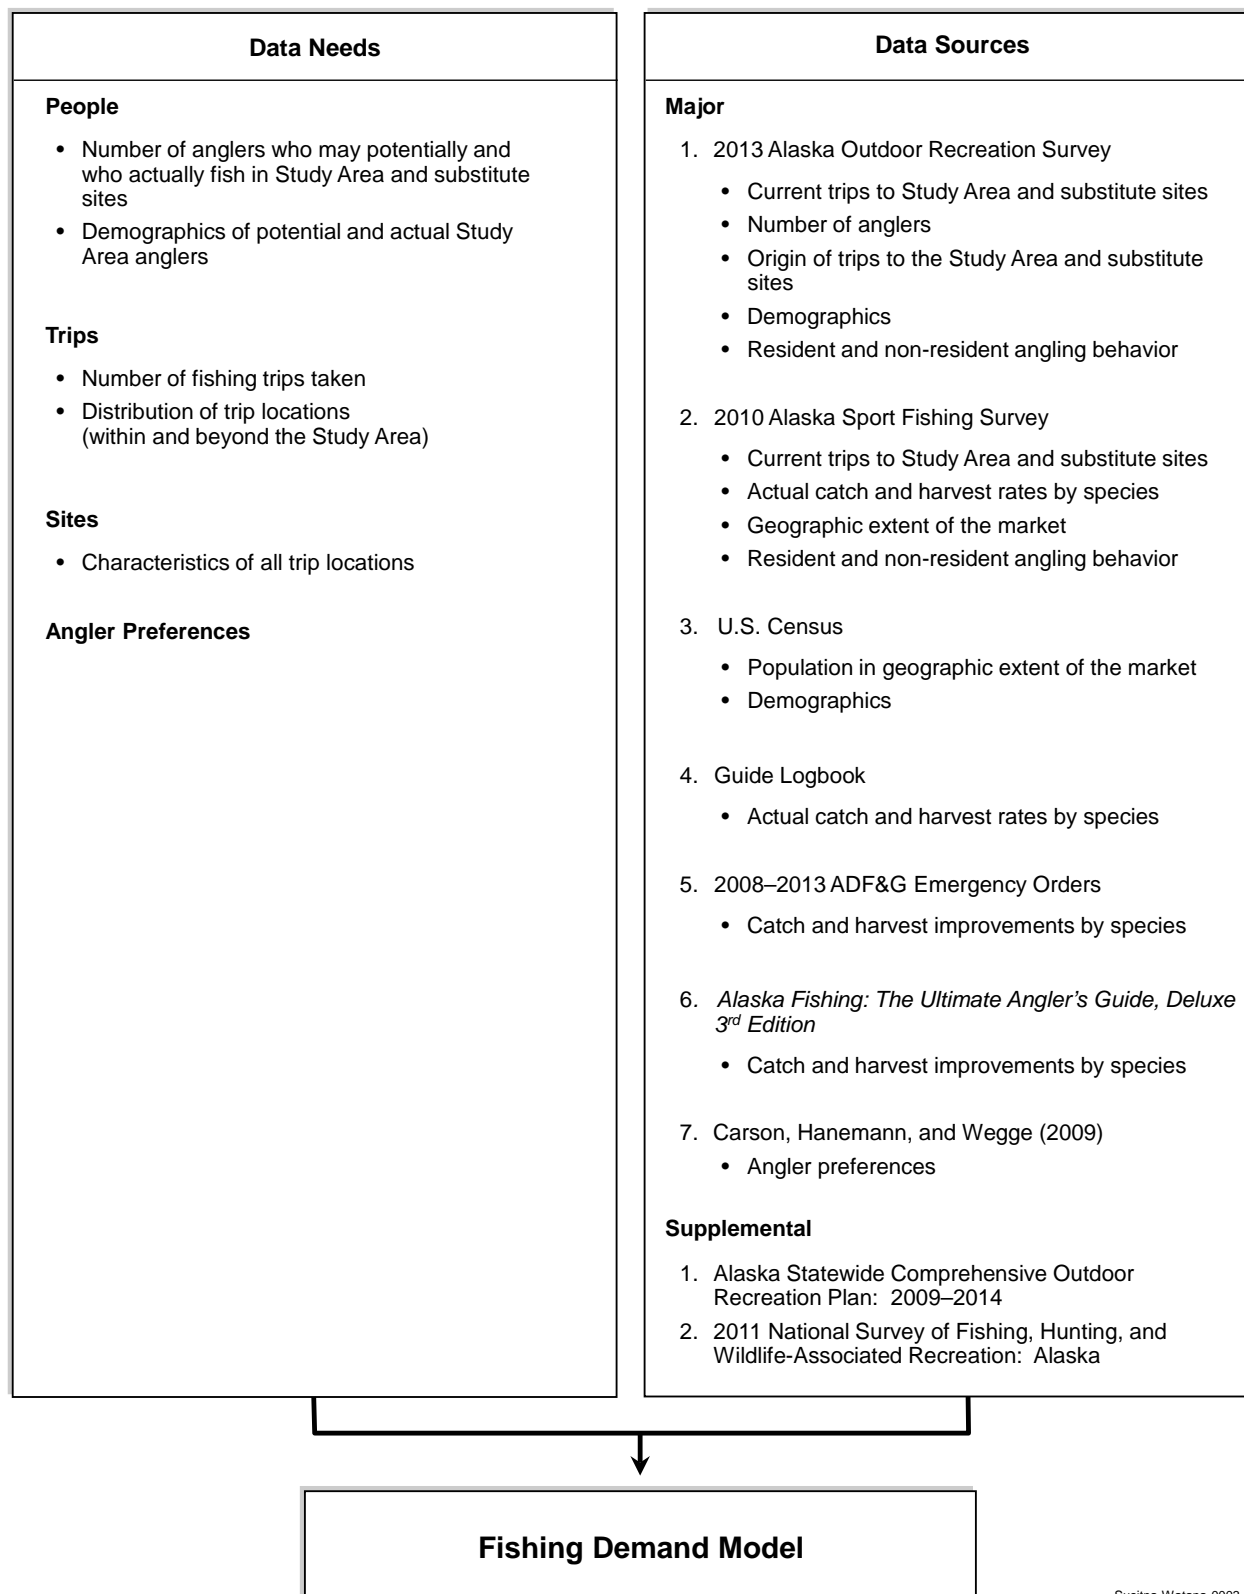 Data Needs
People
• Number of anglers who may potentially and
who actually fish in Study Area and substitute
sites
• Demographics of potential and actual Study
Area anglers
Trips
• Number of fishing trips taken
• Distribution of trip locations
(within and beyond the Study Area)
Sites
• Characteristics of all trip locations
Angler Preferences
Data Sources
Major
1. 2013 Alaska Outdoor Recreation Survey
• Current trips to Study Area and substitute sites
• Number of anglers
• Origin of trips to the Study Area and substitute
sites
• Demographics
• Resident and non-resident angling behavior
2. 2010 Alaska Sport Fishing Survey
• Current trips to Study Area and substitute sites
• Actual catch and harvest rates by species
• Geographic extent of the market
• Resident and non-resident angling behavior
3. U.S. Census
• Population in geographic extent of the market
• Demographics
4. Guide Logbook
• Actual catch and harvest rates by species
5. 2008–2013 ADF&G Emergency Orders
• Catch and harvest improvements by species
6. Alaska Fishing: The Ultimate Angler's Guide, Deluxe
3rd Edition
• Catch and harvest improvements by species
7. Carson, Hanemann, and Wegge (2009)
• Angler preferences
Supplemental
1. Alaska Statewide Comprehensive Outdoor
Recreation Plan: 2009–2014
2. 2011 National Survey of Fishing, Hunting, and
Wildlife-Associated Recreation: Alaska
Fishing Demand Model